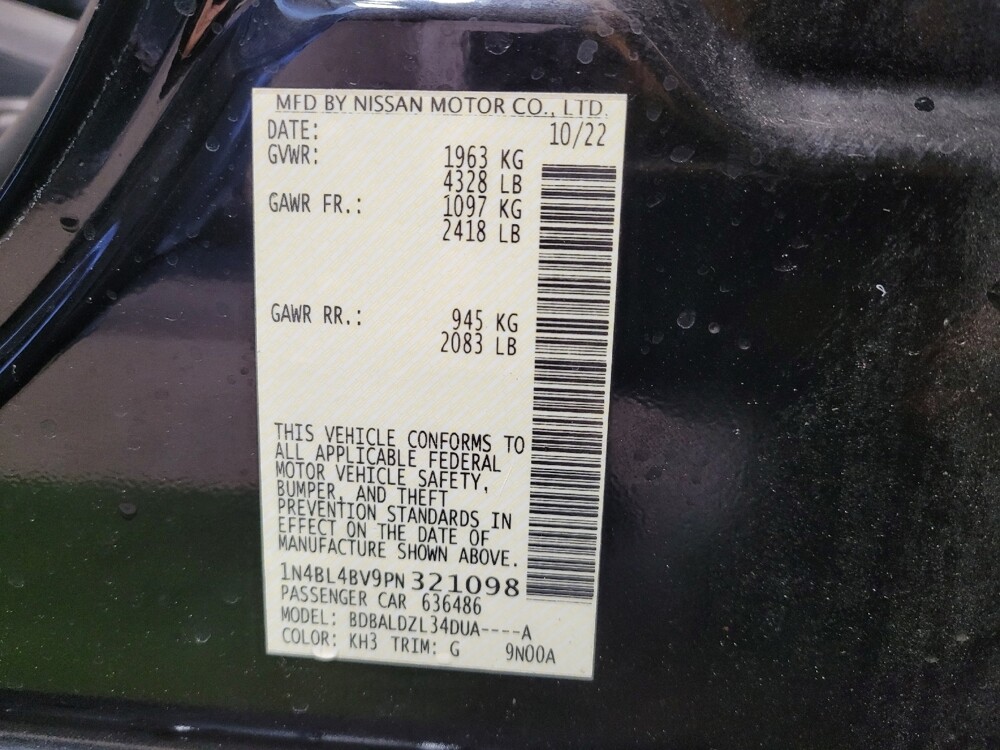 MFD BY NISSAN MOTOR CO., LTD.
DATE: 10/22
GVWR: 1963 KG
4328 LB
GAWR FR.: 1097 KG
2418 LB
GAWR RR.: 945 KG
2083 LB
THIS VEHICLE CONFORMS TO
ALL APPLICABLE FEDERAL
MOTOR VEHICLE SAFETY,
BUMPER, AND THEFT
PREVENTION STANDARDS IN
EFFECT ON THE DATE OF
MANUFACTURE SHOWN ABOVE.
1N4BL4BV9PN321098
PASSENGER CAR 636486
MODEL: BDBALDZL34DUA----A
COLOR: KH3 TRIM: G 9N00A